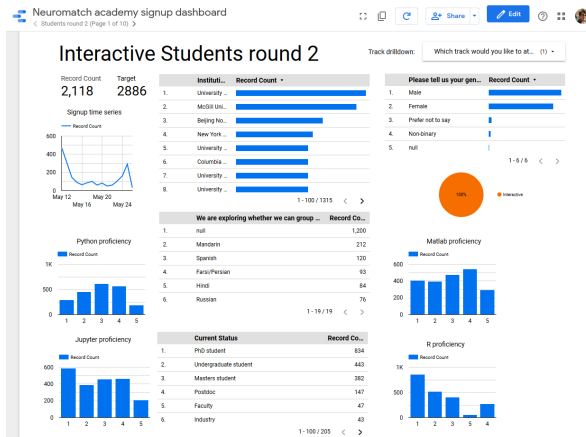 Neuromatch academy signup dashboard
Students round 2 (Page 1 of 10)
Share
Edit
Interactive Students round 2
Track drilldown:
Which track would you like to at... (1)
Record Count
2,118
Target
2886
Signup time series
Record Count
600
400
200
0
May 12
May 16
May 20
May 24
Instituti... Record Count
1. University ...
2. McGill Uni...
3. Beijing No...
4. New York ...
5. University ...
6. Columbia ...
7. University ...
8. University ...
1 - 100 / 1315
Please tell us your gen... Record Count
1. Male
2. Female
3. Prefer not to say
4. Non-binary
5. null
1 - 6 / 6
100%
Interactive
We are exploring whether we can group ... Record Co...
1. null 1,200
2. Mandarin 212
3. Spanish 120
4. Farsi/Persian 93
5. Hindi 84
6. Russian 76
1 - 19 / 19
Python proficiency
Record Count
1K
500
0
1 2 3 4 5
Matlab proficiency
Record Count
600
400
200
0
1 2 3 4 5
Jupyter proficiency
Record Count
600
400
200
0
1 2 3 4 5
Current Status Record Co...
1. PhD student 834
2. Undergraduate student 443
3. Masters student 382
4. Postdoc 147
5. Faculty 47
6. Industry 43
1 - 100 / 205
R proficiency
Record Count
1K
500
0
1 2 3 4 5